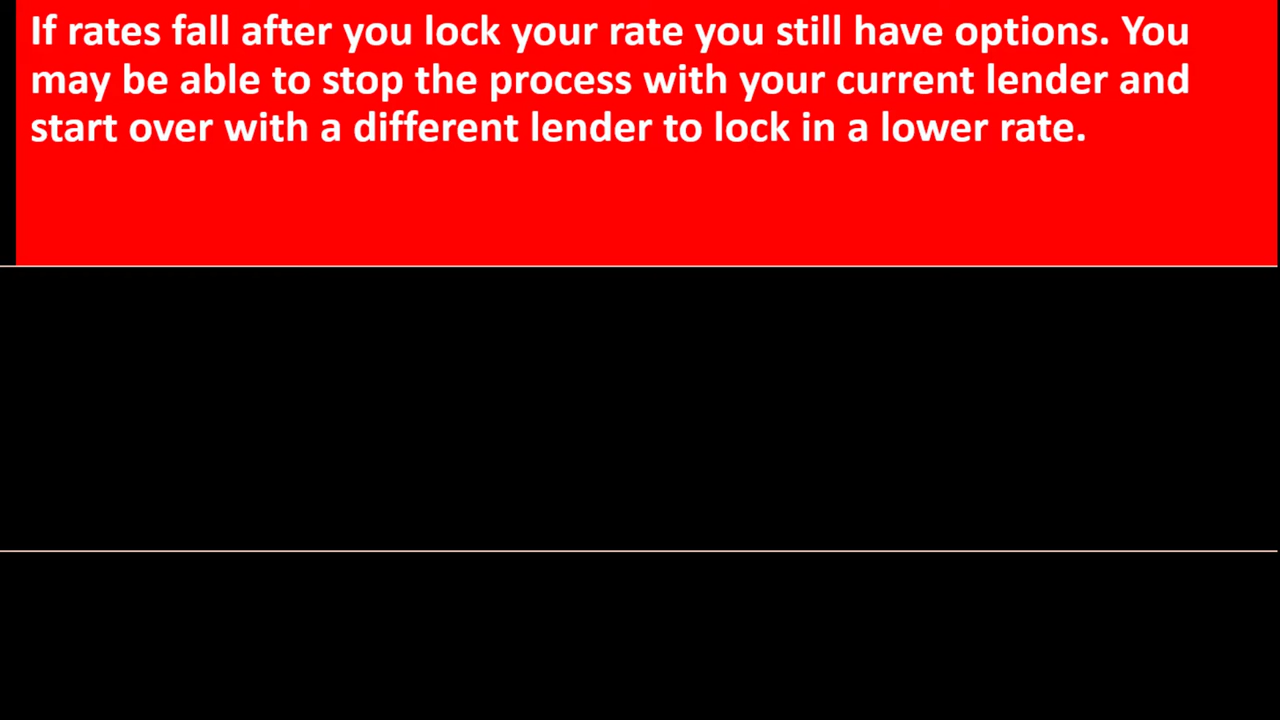 If rates fall after you lock your rate you still have options. You
may be able to stop the process with your current lender and
start over with a different lender to lock in a lower rate.